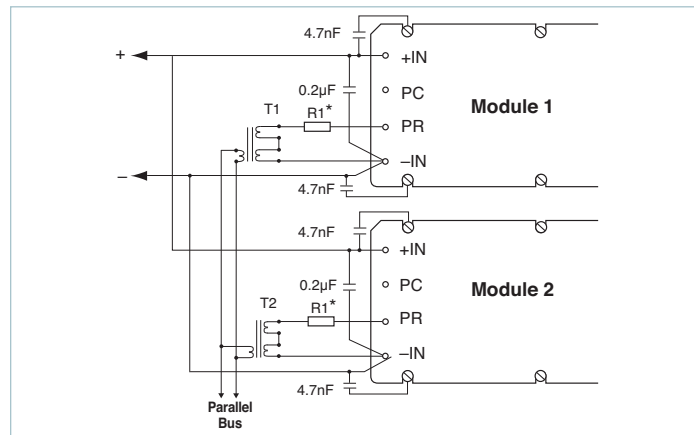 4.7nF
+
+IN
0.2µF
PC
T1
R1*
Module 1
PR
–IN
–
4.7nF
4.7nF
+IN
0.2µF
PC
T2
R1*
Module 2
PR
–IN
4.7nF
Parallel
Bus